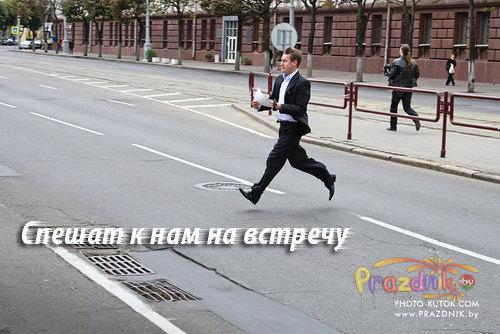 Спешат к нам на встречу
Prazdnik.by
PHOTO-KUTOK.COM
www.PRAZDNIK.by